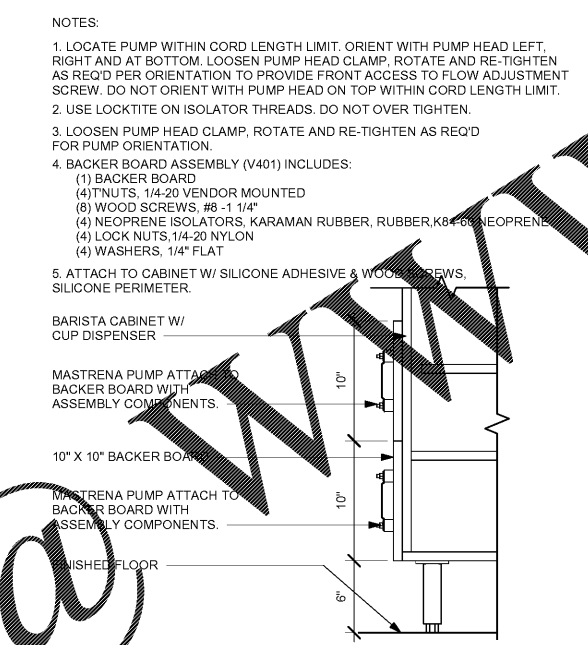 NOTES:
1. LOCATE PUMP WITHIN CORD LENGTH LIMIT. ORIENT WITH PUMP HEAD LEFT,
RIGHT AND AT BOTTOM. LOOSEN PUMP HEAD CLAMP, ROTATE AND RE-TIGHTEN
AS REQ'D PER ORIENTATION TO PROVIDE FRONT ACCESS TO FLOW ADJUSTMENT
SCREW. DO NOT ORIENT WITH PUMP HEAD ON TOP WITHIN CORD LENGTH LIMIT.
2. USE LOCKTITE ON ISOLATOR THREADS. DO NOT OVER TIGHTEN.
3. LOOSEN PUMP HEAD CLAMP, ROTATE AND RE-TIGHTEN AS REQ'D
FOR PUMP ORIENTATION.
4. BACKER BOARD ASSEMBLY (V401) INCLUDES:
(1) BACKER BOARD
(4)T'NUTS, 1/4-20 VENDOR MOUNTED
(8) WOOD SCREWS, #8 -1 1/4"
(4) NEOPRENE ISOLATORS, KARAMAN RUBBER, RUBBER,K84-60 NEOPRENE
(4) LOCK NUTS,1/4-20 NYLON
(4) WASHERS, 1/4" FLAT
5. ATTACH TO CABINET W/ SILICONE ADHESIVE & WOOD SCREWS,
SILICONE PERIMETER.
BARISTA CABINET W/
CUP DISPENSER
MASTRENA PUMP ATTACH TO
BACKER BOARD WITH
ASSEMBLY COMPONENTS.
10"
10" X 10" BACKER BOARD
MASTRENA PUMP ATTACH TO
BACKER BOARD WITH
ASSEMBLY COMPONENTS.
10"
FINISHED FLOOR
6"
@ WWW